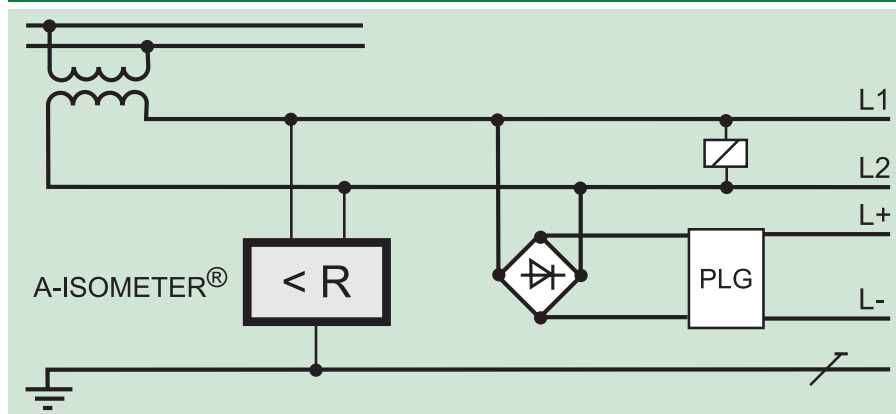 L1
L2
L+
A-ISOMETER®
< R
PLG
L-